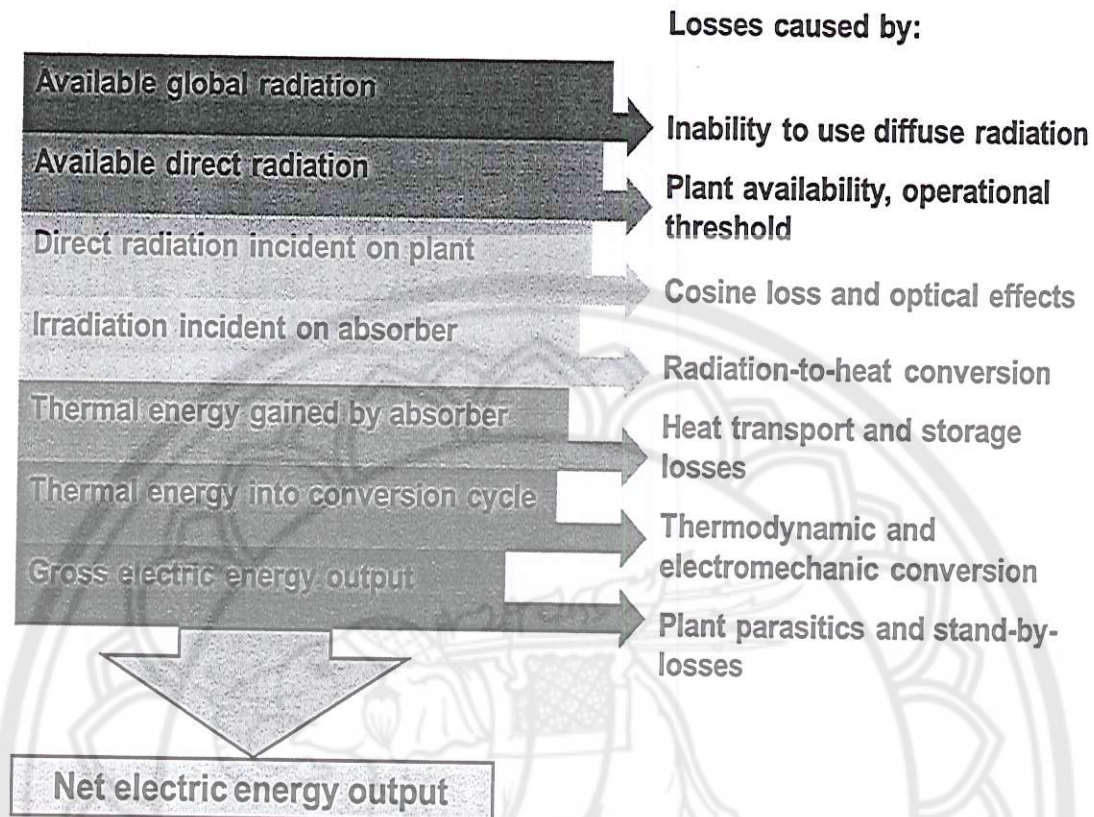 Losses caused by:
Available global radiation
Inability to use diffuse radiation
Available direct radiation
Plant availability, operational
threshold
Direct radiation incident on plant
Cosine loss and optical effects
Irradiation incident on absorber
Radiation-to-heat conversion
Thermal energy gained by absorber
Heat transport and storage
losses
Thermal energy into conversion cycle
Thermodynamic and
electromechanic conversion
Gross electric energy output
Plant parasitics and stand-by-
losses
Net electric energy output